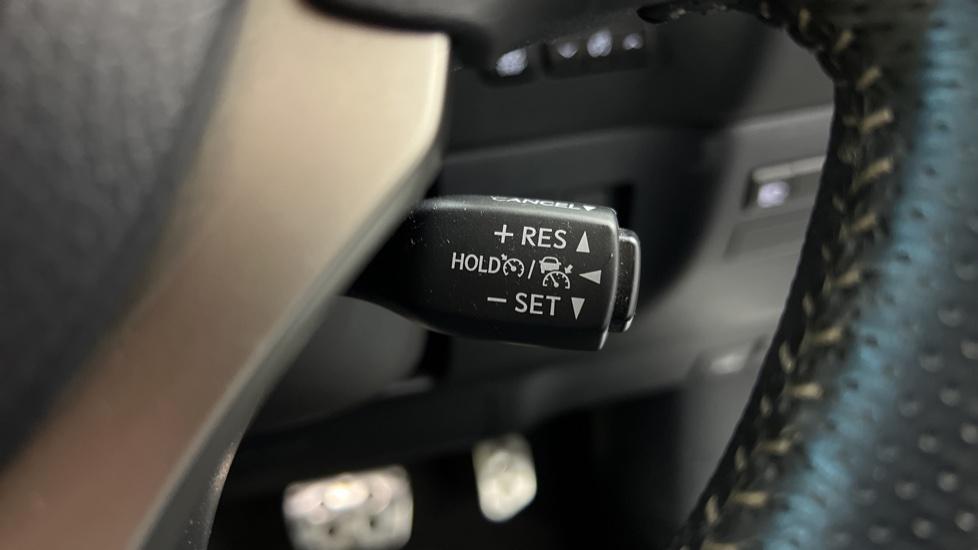 CANCEL▼
+ RES ▲
HOLD / ◀
− SET ▼